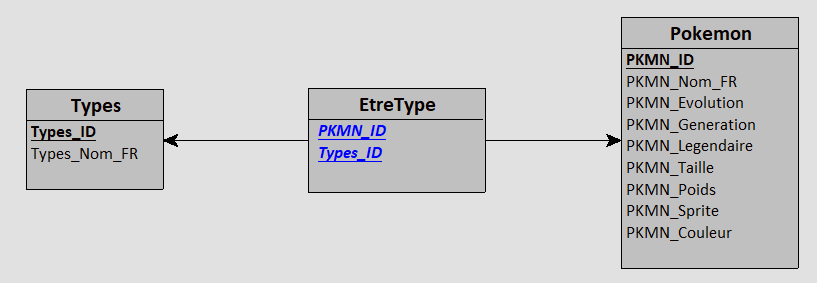 Types
Types_ID
Types_Nom_FR
EtreType
PKMN_ID
Types_ID
Pokemon
PKMN_ID
PKMN_Nom_FR
PKMN_Evolution
PKMN_Generation
PKMN_Legendaire
PKMN_Taille
PKMN_Poids
PKMN_Sprite
PKMN_Couleur